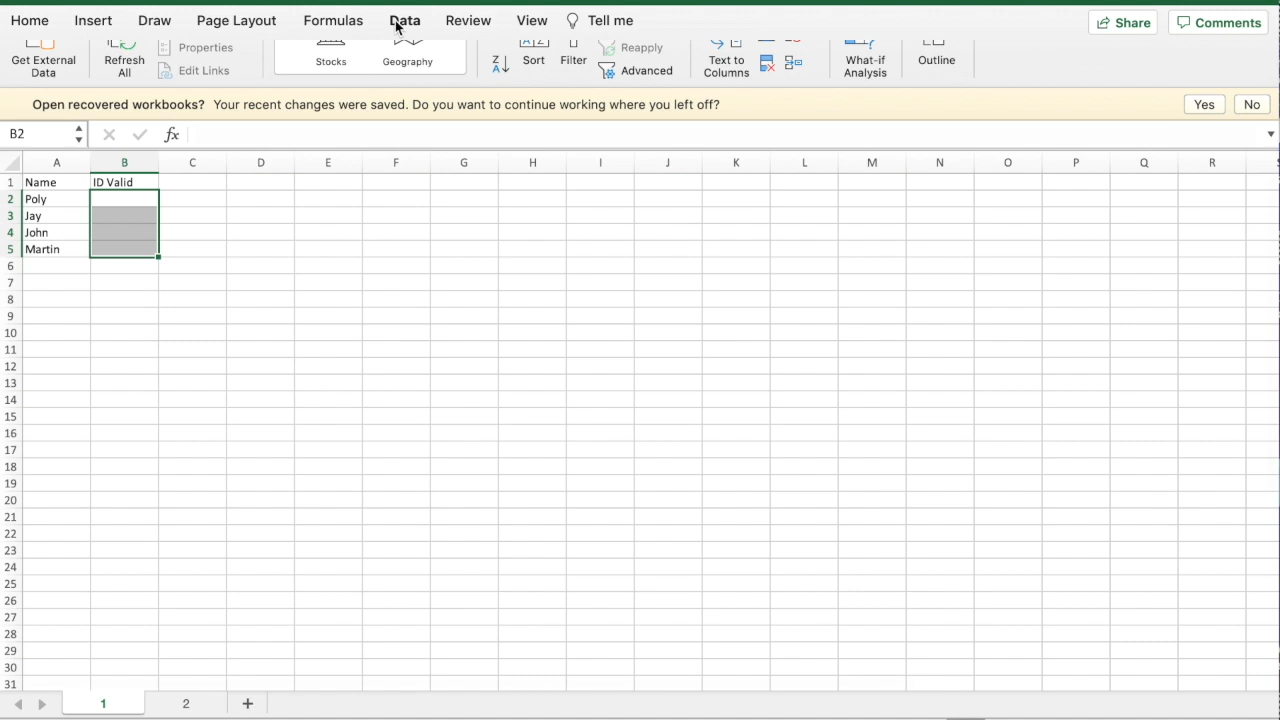 Home Insert Draw Page Layout Formulas Data Review View Tell me Share Comments
Get External Data Refresh All Properties Edit Links Stocks Geography Z A Sort Filter Reapply Advanced Text to Columns What-if Analysis Outline
Open recovered workbooks? Your recent changes were saved. Do you want to continue working where you left off? Yes No
B2 fx
A B C D E F G H I J K L M N O P Q R
1 Name ID Valid
2 Poly
3 Jay
4 John
5 Martin
6
7
8
9
10
11
12
13
14
15
16
17
18
19
20
21
22
23
24
25
26
27
28
29
30
31
1 2 +